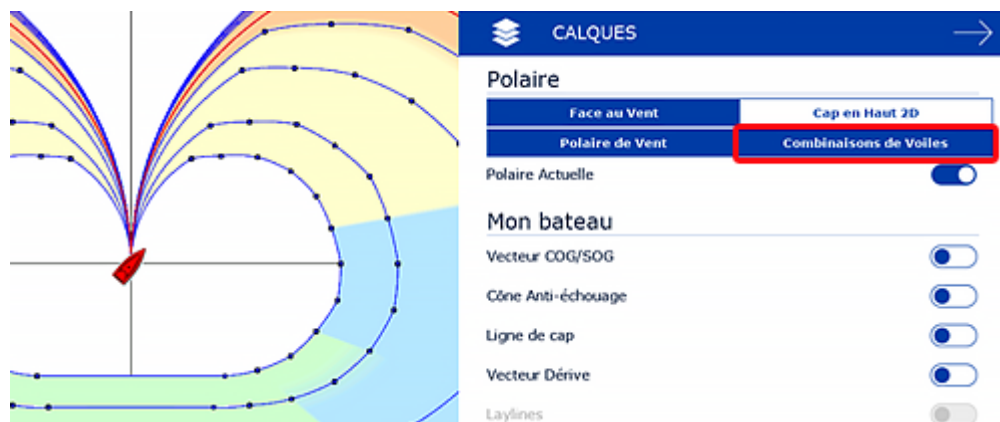 CALQUES
Polaire
Face au Vent
Cap en Haut 2D
Polaire de Vent
Combinaisons de Voiles
Polaire Actuelle
Mon bateau
Vecteur COG/SOG
Cône Anti-échouage
Ligne de cap
Vecteur Dérive
Laylines